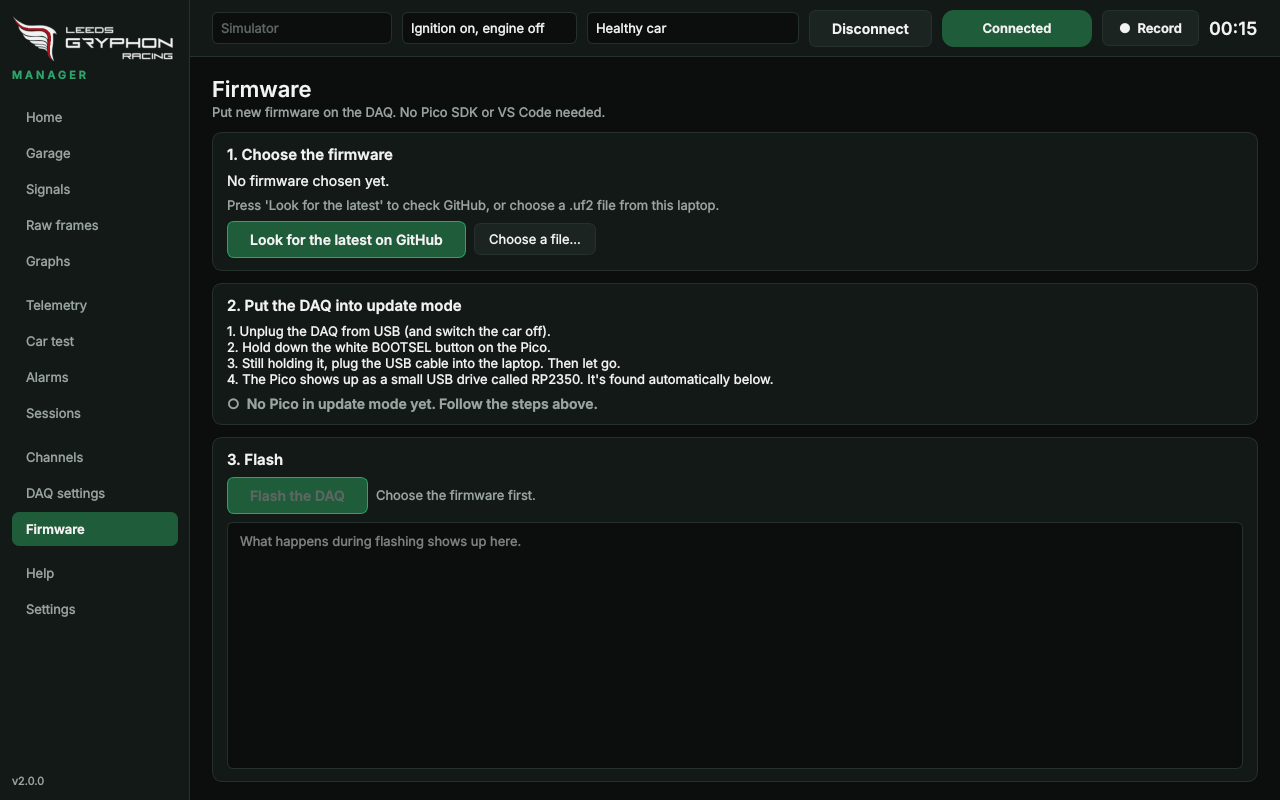 LEEDS
GRYPHON
RACING
MANAGER
Home
Garage
Signals
Raw frames
Graphs
Telemetry
Car test
Alarms
Sessions
Channels
DAQ settings
Firmware
Help
Settings
v2.0.0
Simulator
Ignition on, engine off
Healthy car
Disconnect
Connected
Record
00:15
Firmware
Put new firmware on the DAQ. No Pico SDK or VS Code needed.
1. Choose the firmware
No firmware chosen yet.
Press 'Look for the latest' to check GitHub, or choose a .uf2 file from this laptop.
Look for the latest on GitHub
Choose a file...
2. Put the DAQ into update mode
1. Unplug the DAQ from USB (and switch the car off).
2. Hold down the white BOOTSEL button on the Pico.
3. Still holding it, plug the USB cable into the laptop. Then let go.
4. The Pico shows up as a small USB drive called RP2350. It's found automatically below.
No Pico in update mode yet. Follow the steps above.
3. Flash
Flash the DAQ
Choose the firmware first.
What happens during flashing shows up here.